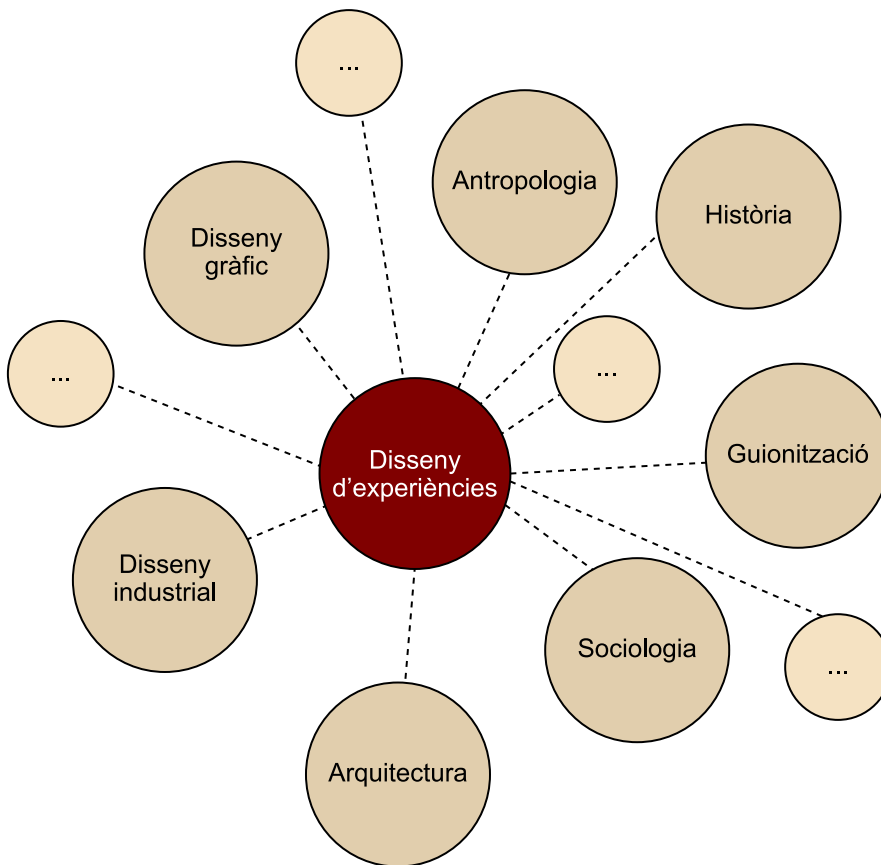 ...
Antropologia
Història
Disseny
gràfic
...
...
Guionització
Disseny
d’experiències
Disseny
industrial
Sociologia
...
Arquitectura